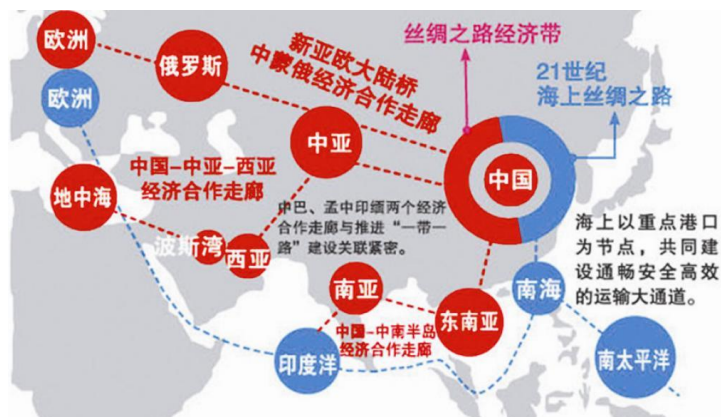 欧洲
俄罗斯
新亚欧大陆桥
中蒙俄经济合作走廊
丝绸之路经济带
21世纪
海上丝绸之路
欧洲
中亚
中国
中国-中亚-西亚
经济合作走廊
地中海
波斯湾
西亚
中巴、孟中印缅两个经济
合作走廊与推进“一带
一路”建设关联紧密。
海上以重点港口
为节点，共同建
设通畅安全高效
的运输大通道。
南亚
东南亚
南海
中国-中南半岛
经济合作走廊
印度洋
南太平洋